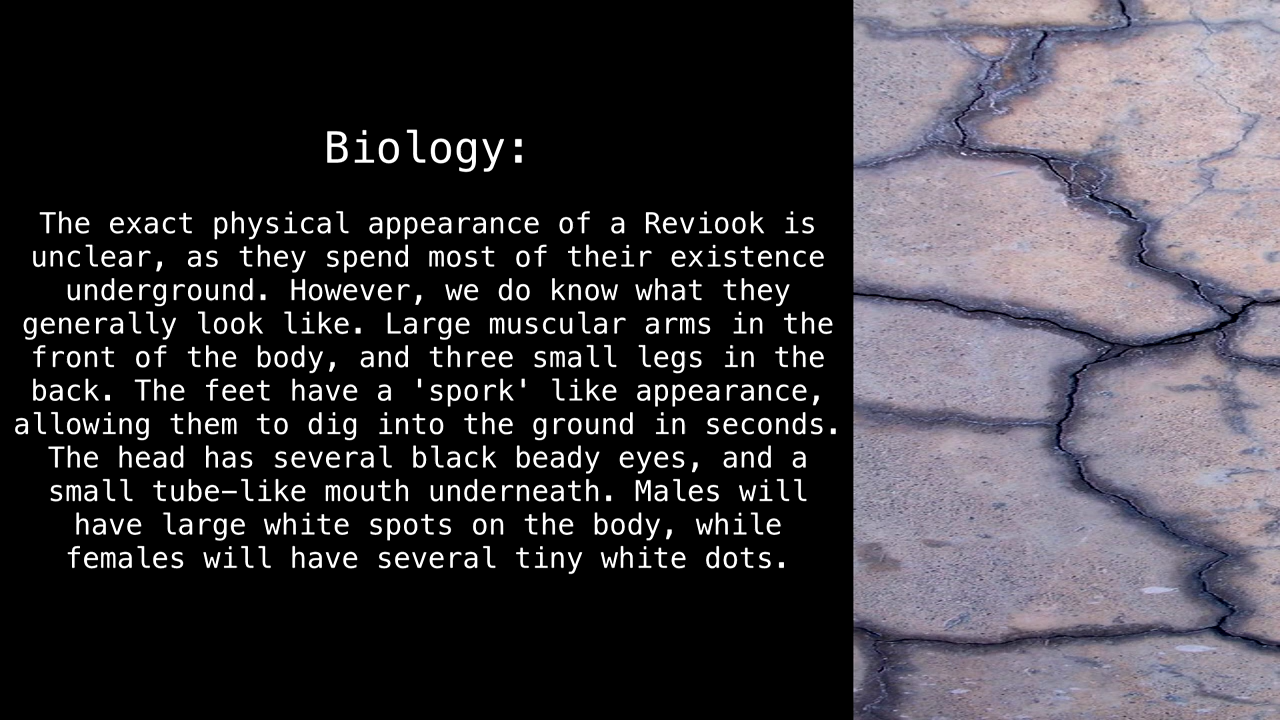 Biology:
The exact physical appearance of a Reviook is
unclear, as they spend most of their existence
underground. However, we do know what they
generally look like. Large muscular arms in the
front of the body, and three small legs in the
back. The feet have a 'spork' like appearance,
allowing them to dig into the ground in seconds.
The head has several black beady eyes, and a
small tube–like mouth underneath. Males will
have large white spots on the body, while
females will have several tiny white dots.